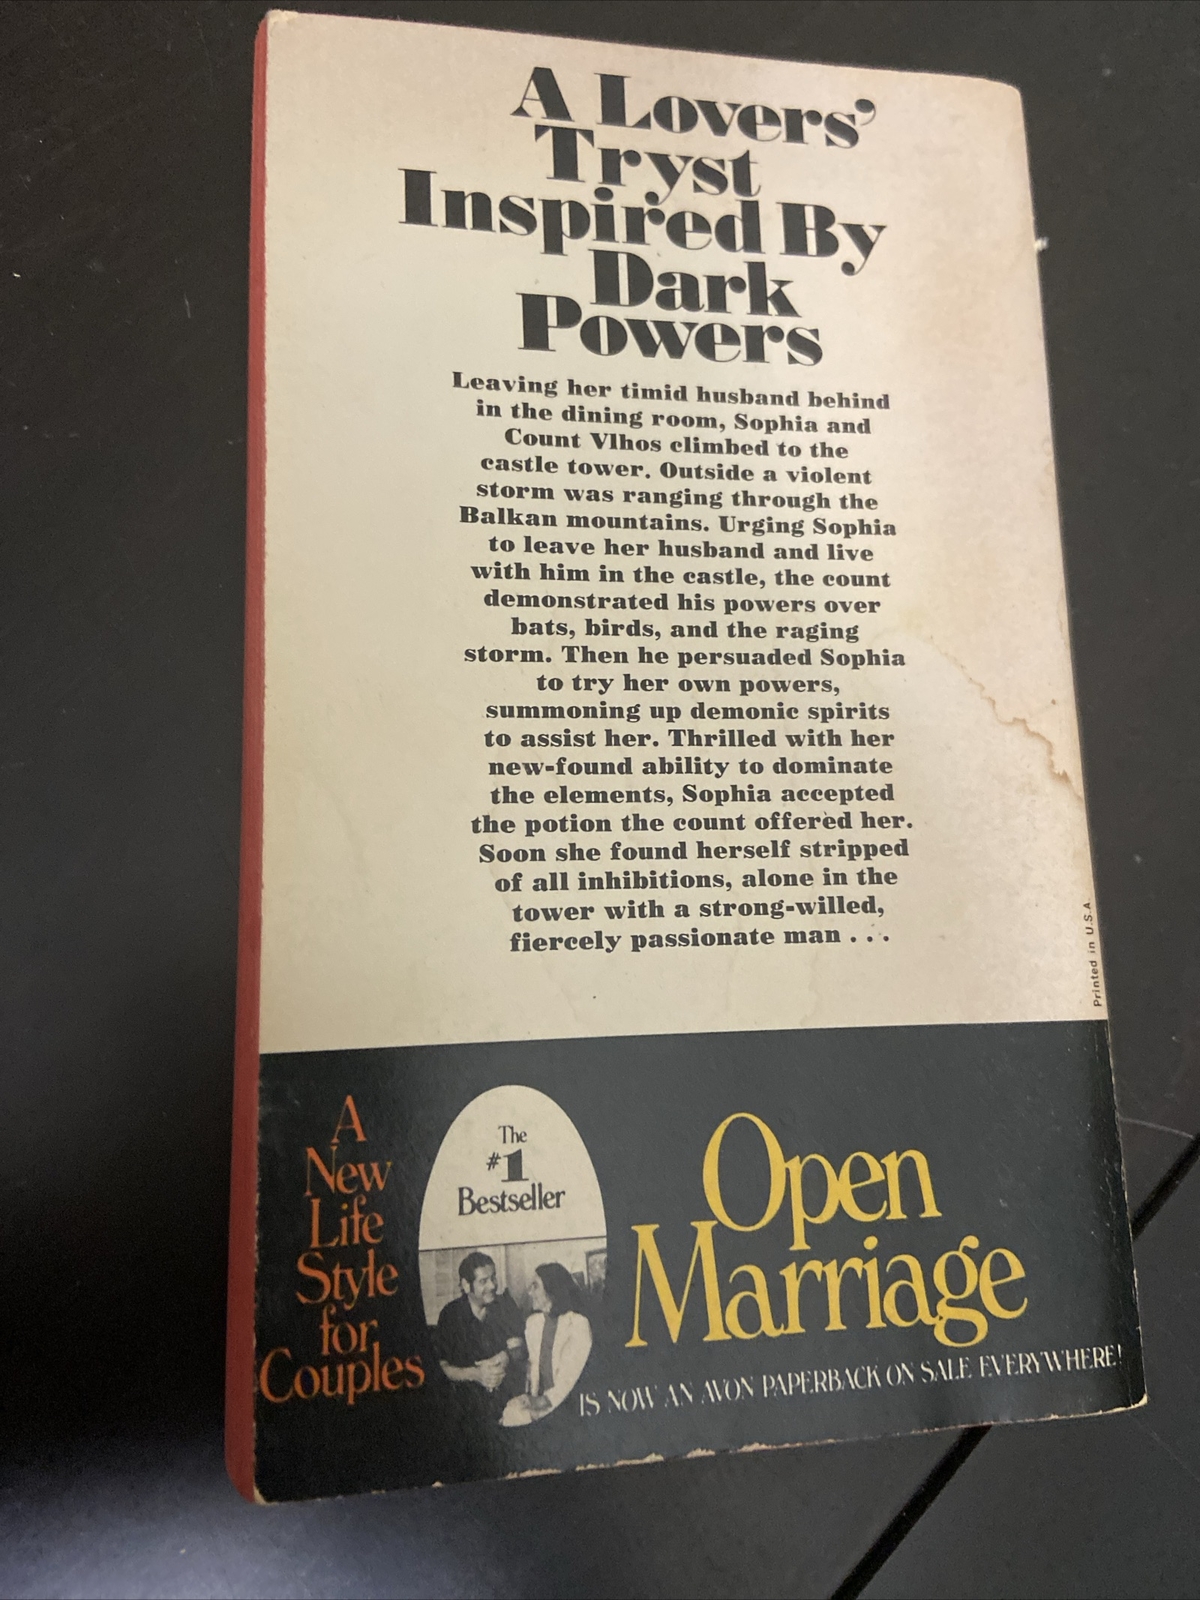 A Lovers'
Tryst
Inspired By
Dark
Powers
Leaving her timid husband behind
in the dining room, Sophia and
Count Vlhos climbed to the
castle tower. Outside a violent
storm was ranging through the
Balkan mountains. Urging Sophia
to leave her husband and live
with him in the castle, the count
demonstrated his powers over
bats, birds, and the raging
storm. Then he persuaded Sophia
to try her own powers,
summoning up demonic spirits
to assist her. Thrilled with her
new-found ability to dominate
the elements, Sophia accepted
the potion the count offered her.
Soon she found herself stripped
of all inhibitions, alone in the
tower with a strong-willed,
fiercely passionate man . . .
Printed in U.S.A.
A
New
Life
Style
for
Couples
The
#1
Bestseller
Open
Marriage
IS NOW AN AVON PAPERBACK ON SALE EVERYWHERE!